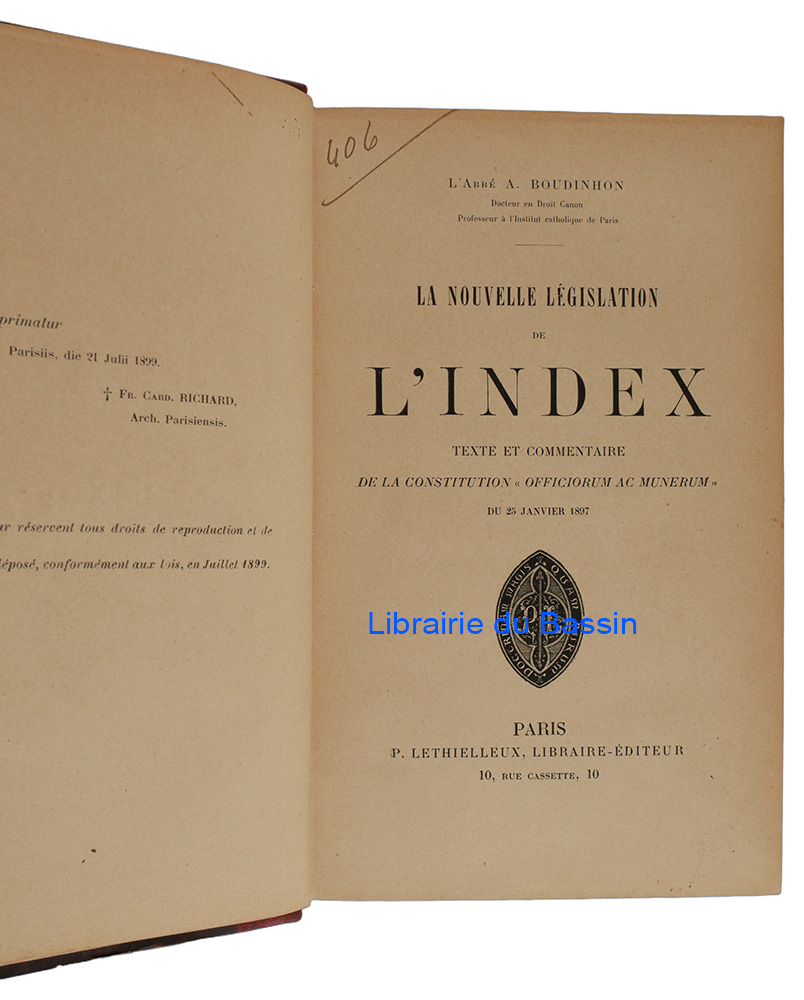 primatur
Parisiis, die 21 Julii 1899.
† Fr. Card. RICHARD,
Arch. Parisiensis.
ur réservent tous droits de reproduction et de
déposé, conformément aux lois, en Juillet 1899.
406
L'Abbé A. BOUDINHON
Docteur en Droit Canon
Professeur à l'Institut catholique de Paris
LA NOUVELLE LÉGISLATION
DE
L'INDEX
TEXTE ET COMMENTAIRE
DE LA CONSTITUTION « OFFICIORUM AC MUNERUM »
DU 25 JANVIER 1897
Librairie du Bassin
PARIS
P. LETHIELLEUX, LIBRAIRE-ÉDITEUR
10, RUE CASSETTE, 10